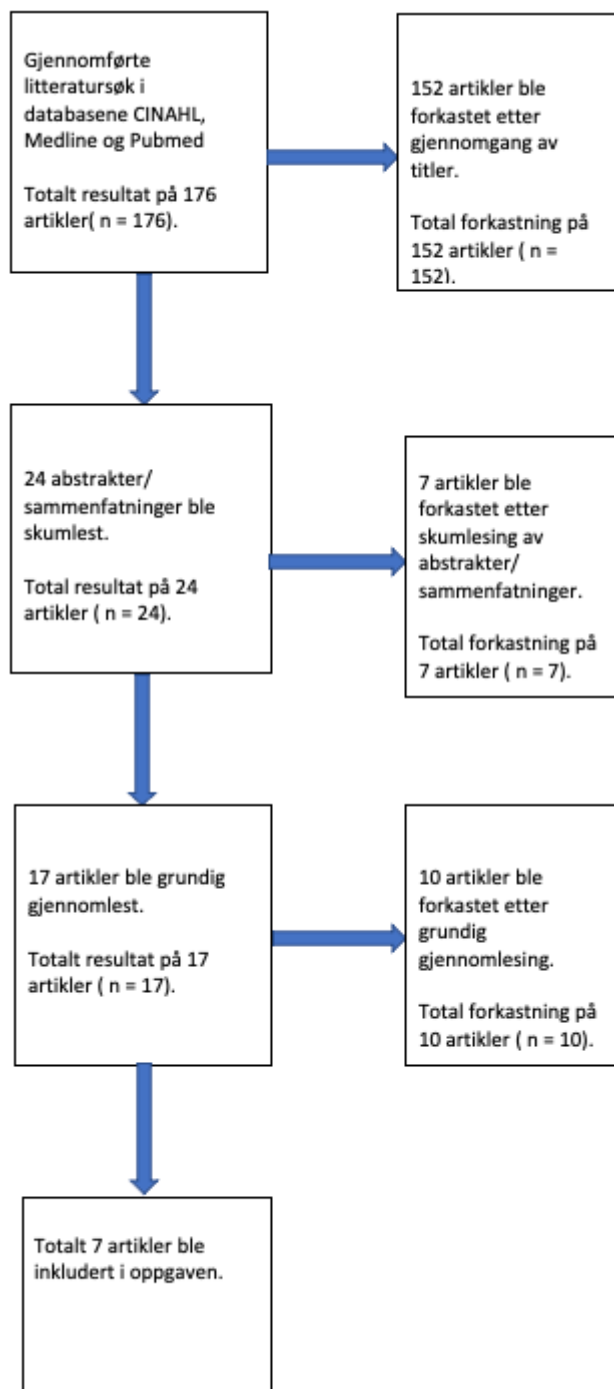 Gjennomførte
litteratursøk i
databasene CINAHL,
Medline og Pubmed
Totalt resultat på 176
artikler( n = 176).
152 artikler ble
forkastet etter
gjennomgang av
titler.
Total forkastning på
152 artikler ( n =
152).
24 abstrakter/
sammenfatninger ble
skumlest.
Total resultat på 24
artikler ( n = 24).
7 artikler ble
forkastet etter
skumlesing av
abstrakter/
sammenfatninger.
Total forkastning på
7 artikler ( n = 7).
17 artikler ble grundig
gjennomlest.
Totalt resultat på 17
artikler ( n = 17).
10 artikler ble
forkastet etter
grundig
gjennomlesing.
Total forkastning på
10 artikler ( n = 10).
Totalt 7 artikler ble
inkludert i oppgaven.